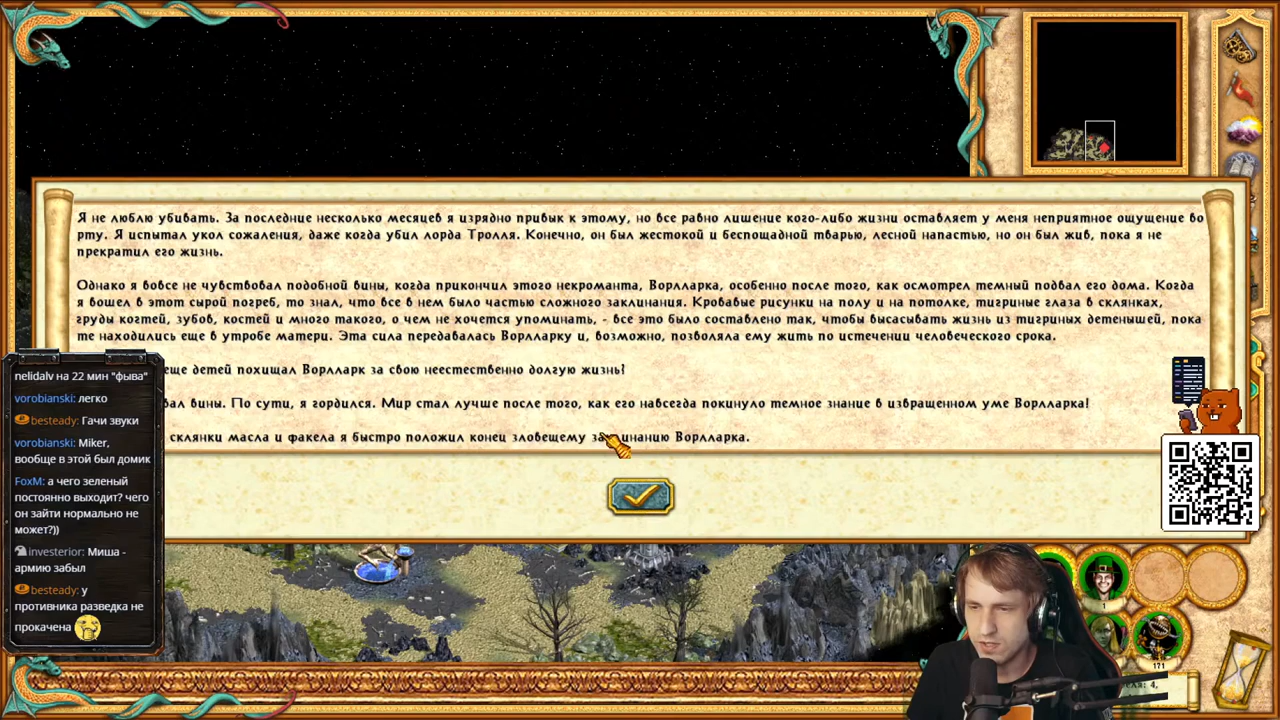 Я не люблю убивать. За последние несколько месяцев я изрядно привык к этому, но все равно лишение кого-либо жизни оставляет у меня неприятное ощущение во
рту. Я испытал укол сожаления, даже когда убил лорда Тролля. Конечно, он был жестокой и беспощадной тварью, лесной напастью, но он был жив, пока я не
прекратил его жизнь.
Однако я вовсе не чувствовал подобной вины, когда прикончил этого некроманта, Ворлларка, особенно после того, как осмотрел темный подвал его дома. Когда
я вошел в этот сырой погреб, то знал, что все в нем было частью сложного заклинания. Кровавые рисунки на полу и на потолке, тигриные глаза в склянках,
груды когтей, зубов, костей и много такого, о чем не хочется упоминать, - все это было составлено так, чтобы высасывать жизнь из тигриных детенышей, пока
те находились еще в утробе матери. Эта сила передавалась Ворлларку и, возможно, позволяла ему жить по истечении человеческого срока.
еще детей похищал Ворлларк за свою неестественно долгую жизнь?
вал вины. По сути, я гордился. Мир стал лучше после того, как его навсегда покинуло темное знание в извращенном уме Ворлларка!
склянки масла и факела я быстро положил конец зловещему заклинанию Ворлларка.
nelidalv на 22 мин "фыва"
vorobianski: легко
besteady: Гачи звуки
vorobianski: Miker,
вообще в этой был домик
FoxM: а чего зеленый
постоянно выходит? чего
он зайти нормально не
может?))
investerior: Миша -
армию забыл
besteady: у
противника разведка не
прокачена
1
171